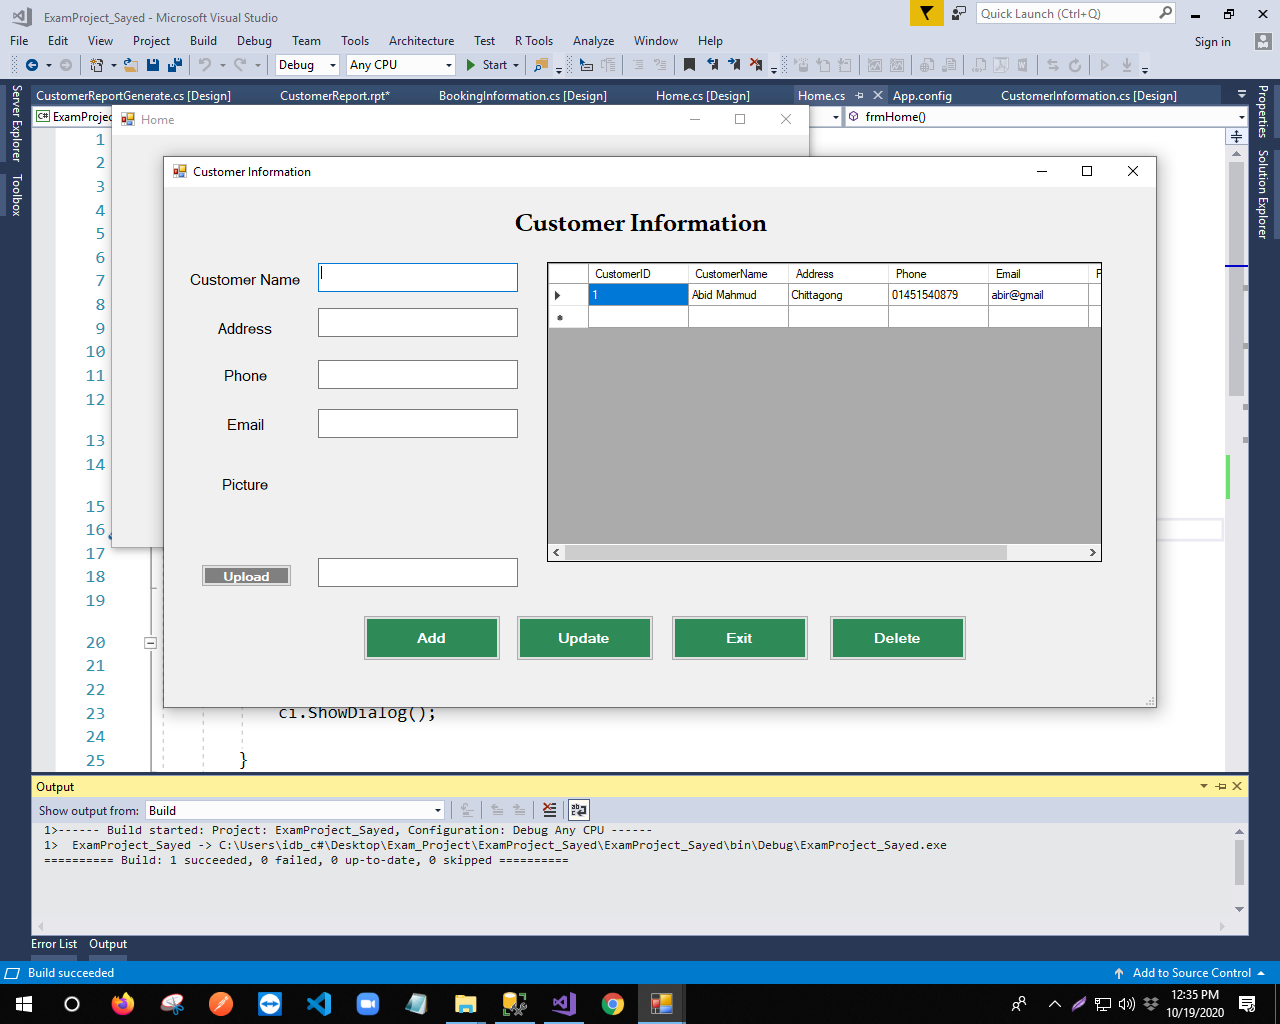 ExamProject_Sayed - Microsoft Visual Studio
Quick Launch (Ctrl+Q)
File Edit View Project Build Debug Team Tools Architecture Test R Tools Analyze Window Help
Sign in
Debug Any CPU Start
CustomerReportGenerate.cs [Design] CustomerReport.rpt* BookingInformation.cs [Design] Home.cs [Design] Home.cs App.config CustomerInformation.cs [Design]
Server Explorer
Toolbox
Properties
Solution Explorer
C# ExamProjec
frmHome()
Home
Customer Information
Customer Information
Customer Name
Address
Phone
Email
Picture
Upload
CustomerID CustomerName Address Phone Email
1 Abid Mahmud Chittagong 01451540879 abir@gmail
Add Update Exit Delete
1
2
3
4
5
6
7
8
9
10
11
12
13
14
15
16
17
18
19
20
21
22
23 ci.ShowDialog();
24
25 }
Output
Show output from: Build
1>------ Build started: Project: ExamProject_Sayed, Configuration: Debug Any CPU ------
1> ExamProject_Sayed -> C:\Users\idb_c#\Desktop\Exam_Project\ExamProject_Sayed\ExamProject_Sayed\bin\Debug\ExamProject_Sayed.exe
========== Build: 1 succeeded, 0 failed, 0 up-to-date, 0 skipped ==========
Error List Output
Build succeeded
Add to Source Control
12:35 PM
10/19/2020